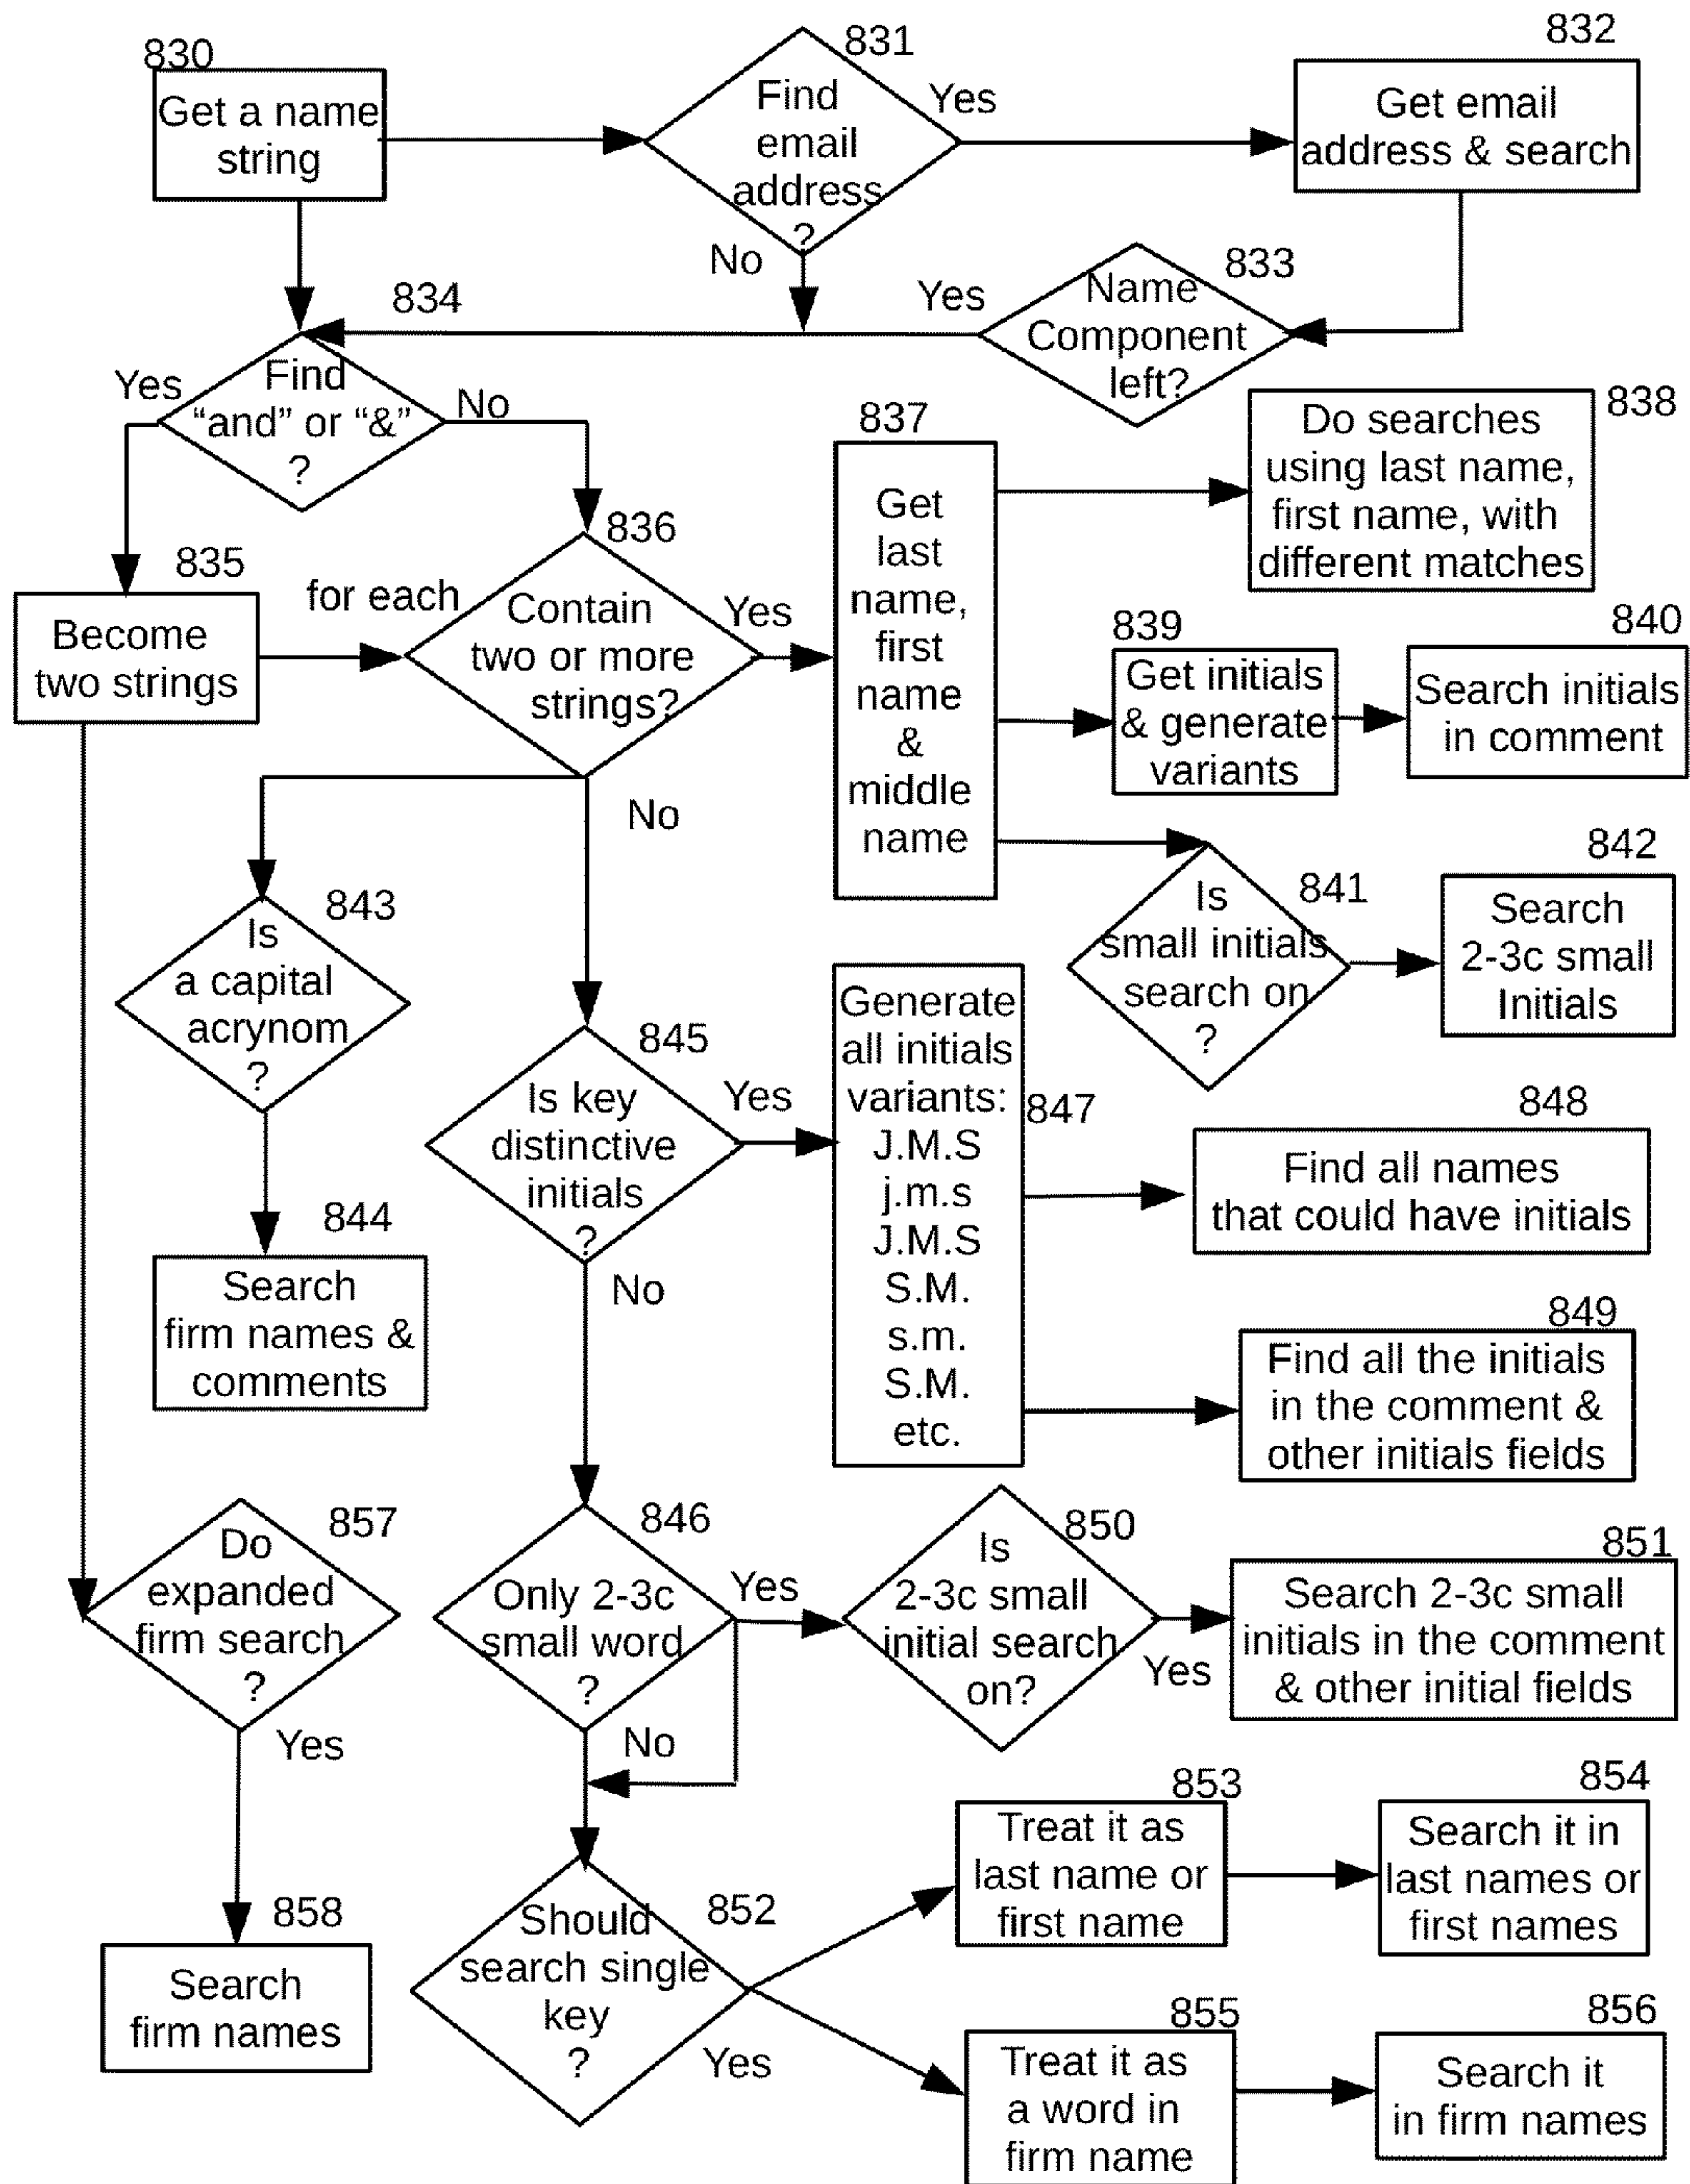 830
Get a name
string
831
Find
email
address
?
Yes
No
832
Get email
address & search
833
Name
Component
left?
Yes
834
Find
“and” or “&”
?
Yes
No
835
Become
two strings
for each
836
Contain
two or more
strings?
Yes
No
837
Get
last
name,
first
name
&
middle
name
838
Do searches
using last name,
first name, with
different matches
839
Get initials
& generate
variants
840
Search initials
in comment
841
Is
small initials
search on
?
842
Search
2-3c small
Initials
843
Is
a capital
acrynom
?
844
Search
firm names &
comments
845
Is key
distinctive
initials
?
Yes
No
Generate
all initials
variants:
J.M.S
j.m.s
J.M.S
S.M.
s.m.
S.M.
etc.
847
848
Find all names
that could have initials
849
Find all the initials
in the comment &
other initials fields
846
Only 2-3c
small word
?
Yes
No
850
Is
2-3c small
initial search
on?
Yes
851
Search 2-3c small
initials in the comment
& other initial fields
857
Do
expanded
firm search
?
Yes
858
Search
firm names
852
Should
search single
key
?
Yes
853
Treat it as
last name or
first name
854
Search it in
last names or
first names
855
Treat it as
a word in
firm name
856
Search it
in firm names